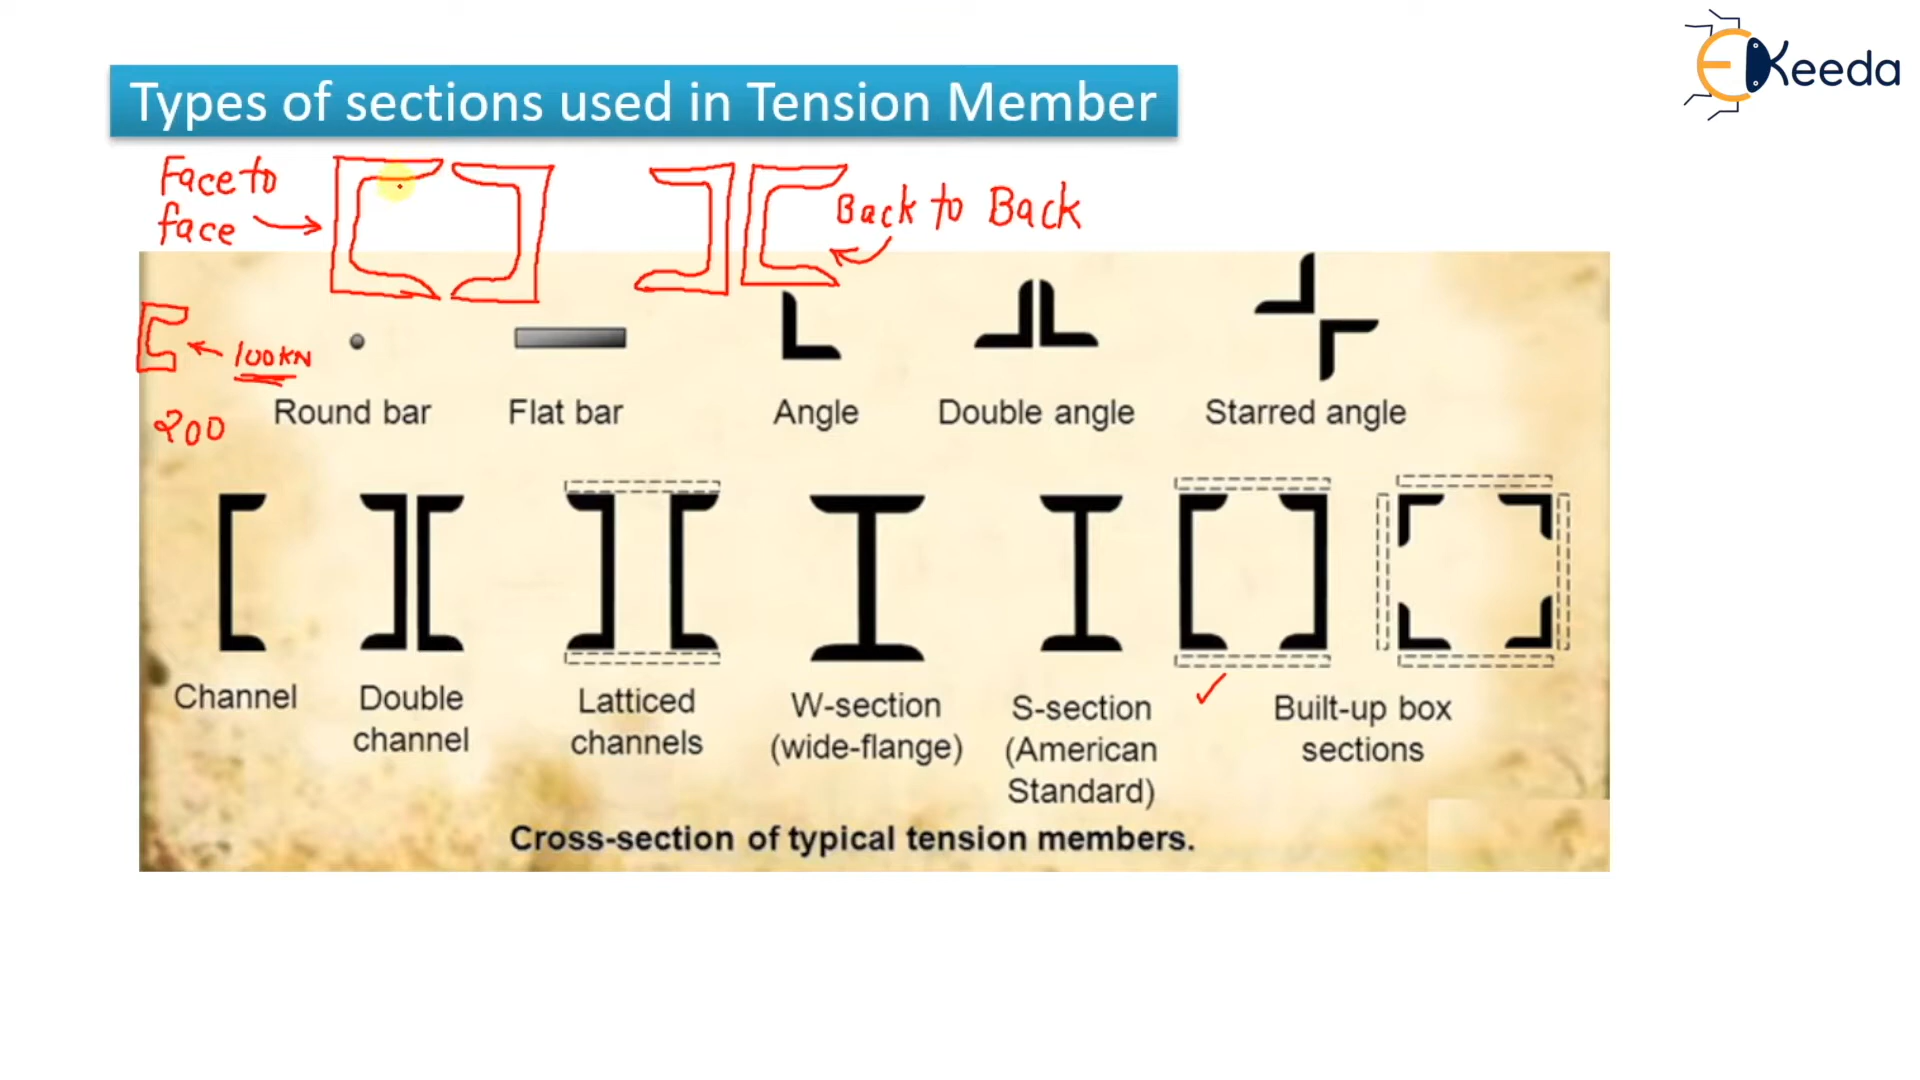 EKeeda
Types of sections used in Tension Member
Face to
face
Back to Back
100KN
200
Round bar
Flat bar
Angle
Double angle
Starred angle
Channel
Double
channel
Latticed
channels
W-section
(wide-flange)
S-section
(American
Standard)
Built-up box
sections
Cross-section of typical tension members.